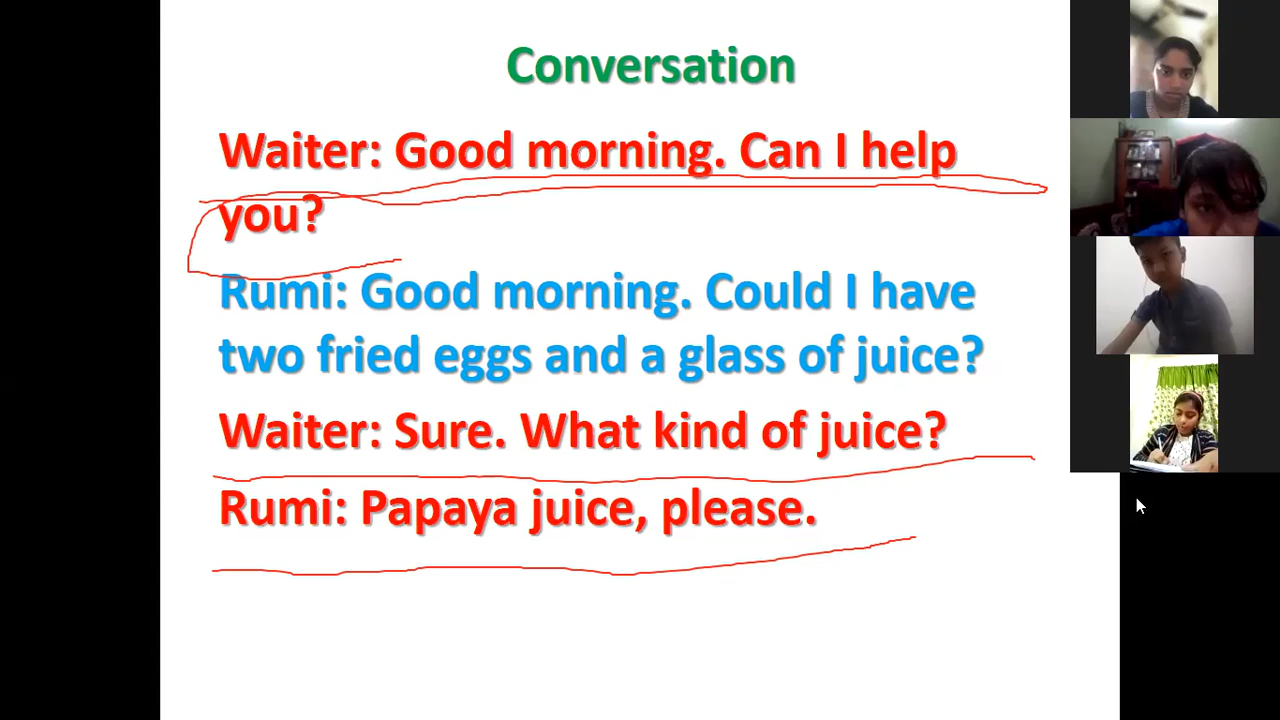 Conversation
Waiter: Good morning. Can I help
you?
Rumi: Good morning. Could I have
two fried eggs and a glass of juice?
Waiter: Sure. What kind of juice?
Rumi: Papaya juice, please.